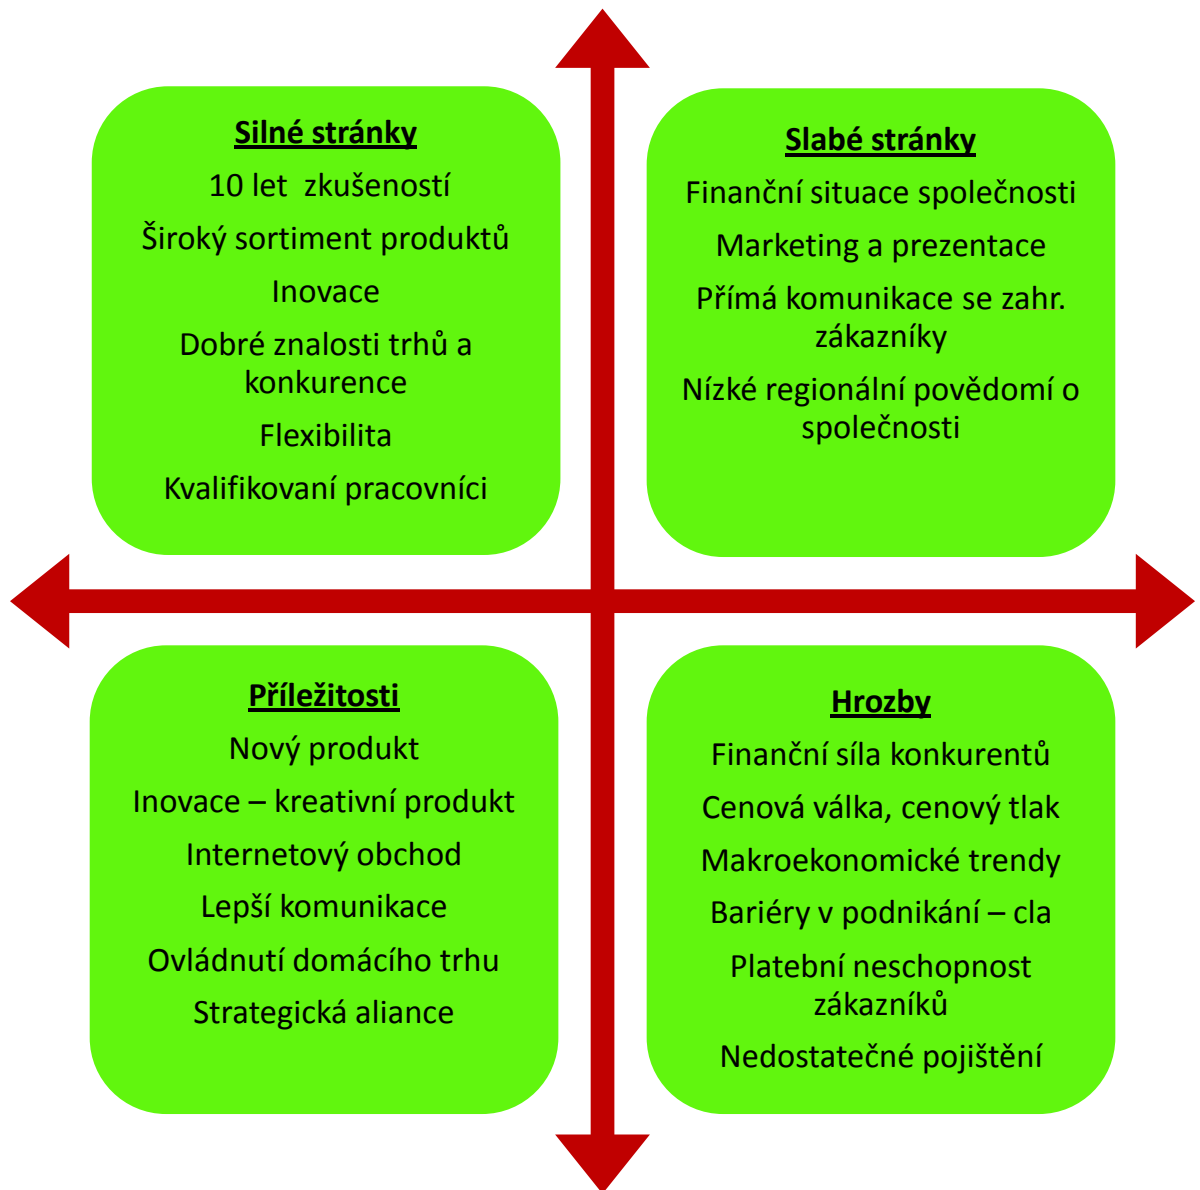 Silné stránky
10 let zkušeností
Široký sortiment produktů
Inovace
Dobré znalosti trhů a
konkurence
Flexibilita
Kvalifikovaní pracovníci
Slabé stránky
Finanční situace společnosti
Marketing a prezentace
Přímá komunikace se zahr.
zákazníky
Nízké regionální povědomí o
společnosti
Příležitosti
Nový produkt
Inovace – kreativní produkt
Internetový obchod
Lepší komunikace
Ovládnutí domácího trhu
Strategická aliance
Hrozby
Finanční síla konkurentů
Cenová válka, cenový tlak
Makroekonomické trendy
Bariéry v podnikání – cla
Platební neschopnost
zákazníků
Nedostatečné pojištění